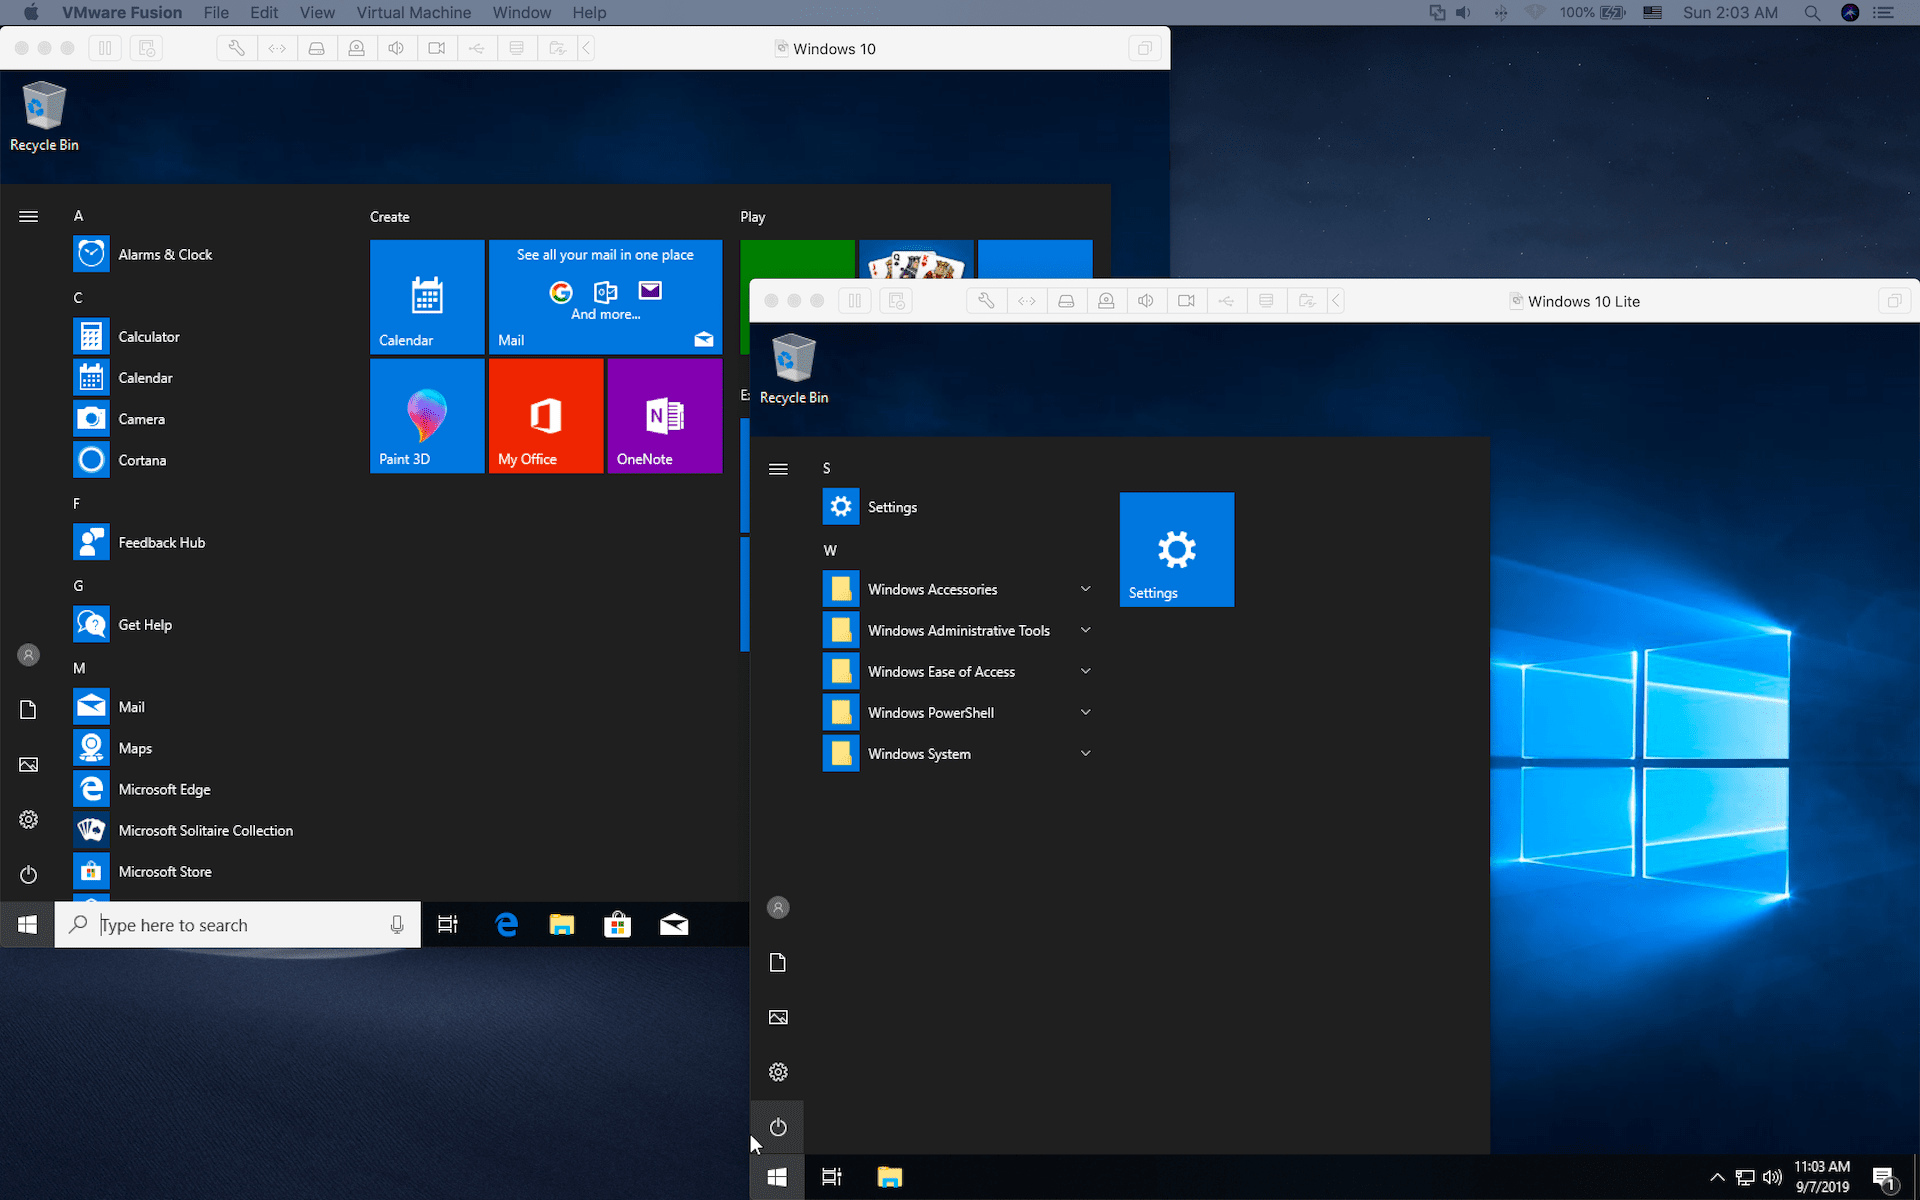 VMware Fusion File Edit View Virtual Machine Window Help
100% Sun 2:03 AM
Windows 10
Recycle Bin
A
Alarms & Clock
C
Calculator
Calendar
Camera
Cortana
F
Feedback Hub
G
Get Help
M
Mail
Maps
Microsoft Edge
Microsoft Solitaire Collection
Microsoft Store
Create
Calendar
See all your mail in one place
And more...
Mail
Paint 3D
My Office
N
OneNote
Play
J Q K
Type here to search
Windows 10 Lite
Recycle Bin
S
Settings
W
Windows Accessories
Windows Administrative Tools
Windows Ease of Access
Windows PowerShell
Windows System
Settings
11:03 AM
9/7/2019
1